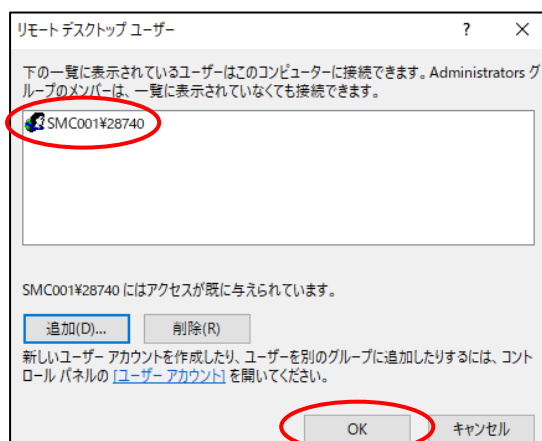 リモート デスクトップ ユーザー ? ×
下の一覧に表示されているユーザーはこのコンピューターに接続できます。Administrators グ
ループのメンバーは、一覧に表示されていなくても接続できます。
SMC001¥28740
SMC001¥28740 にはアクセスが既に与えられています。
追加(D)... 削除(R)
新しいユーザー アカウントを作成したり、ユーザーを別のグループに追加したりするには、コント
ロール パネルの [ユーザー アカウント] を開いてください。
OK キャンセル